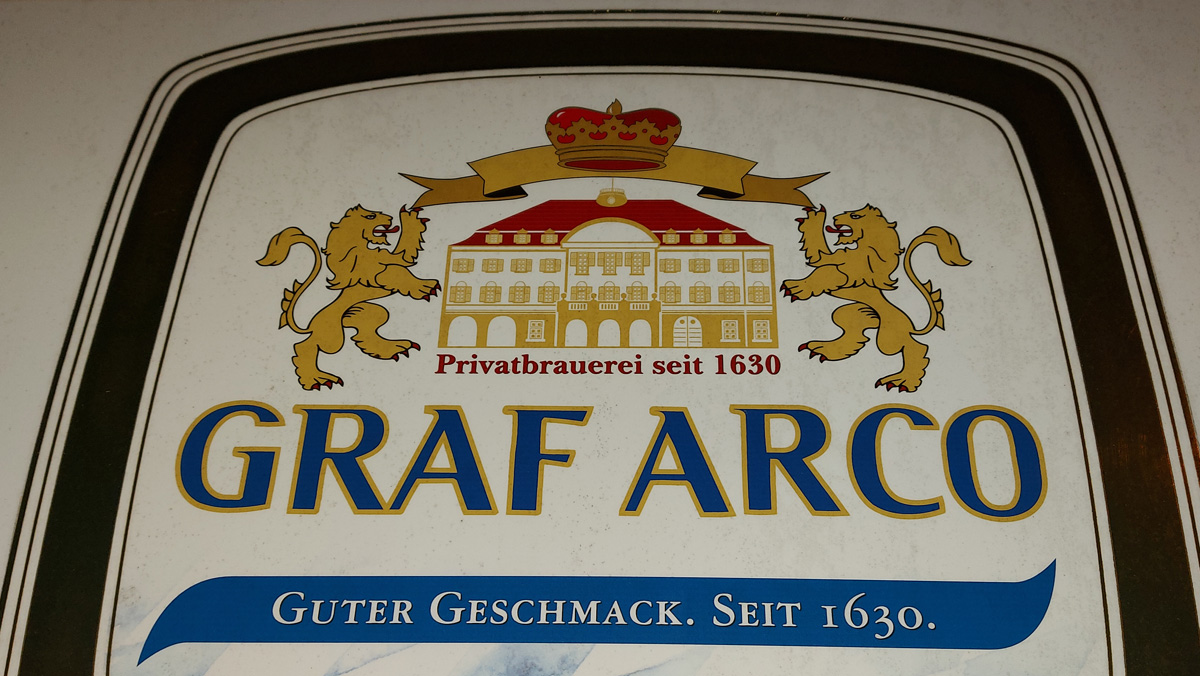 Privatbrauerei seit 1630
GRAF ARCO
GUTER GESCHMACK. SEIT 1630.